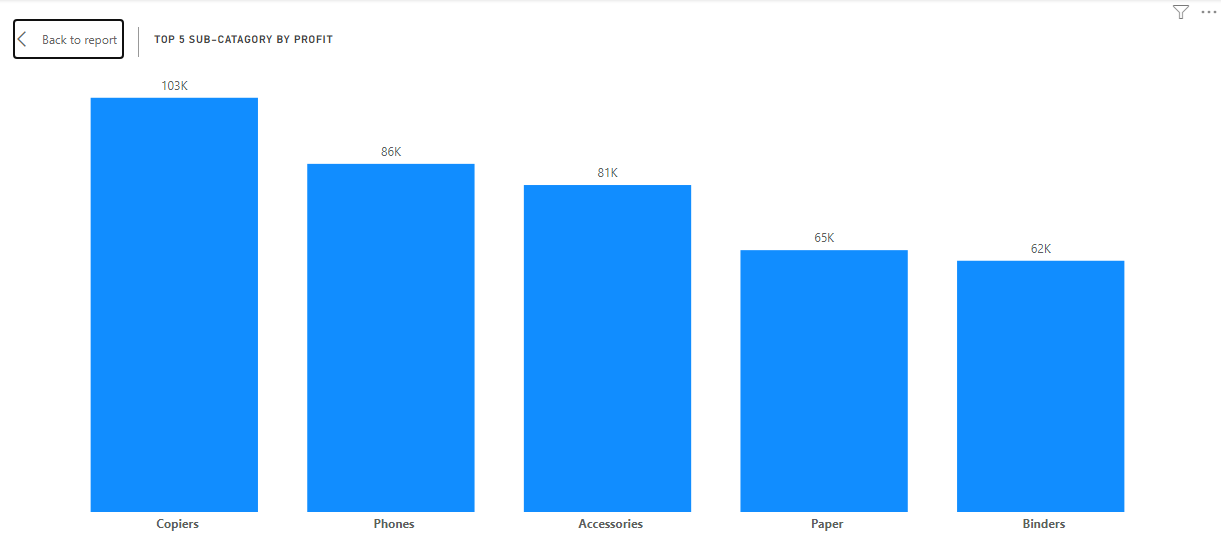 Back to report
TOP 5 SUB-CATAGORY BY PROFIT
103K
86K
81K
65K
62K
Copiers
Phones
Accessories
Paper
Binders